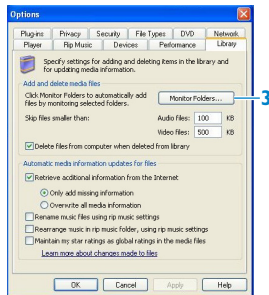 Options
Plug-ins Privacy Security File Types DVD Network
Player Rip Music Devices Performance Library
Specify settings for adding and deleting items in the library and
for updating media information.
Add and delete media files
Click Monitor Folders to automatically add
files by monitoring selected folders.
Monitor Folders...
3
Skip files smaller than:
Audio files: 100 KB
Video files: 500 KB
Delete files from computer when deleted from library
Automatic media information updates for files
Retrieve additional information from the Internet
Only add missing information
Overwrite all media information
Rename music files using rip music settings
Rearrange music in rip music folder, using rip music settings
Maintain my star ratings as global ratings in the media files
Learn more about changes made to files
OK Cancel Apply Help